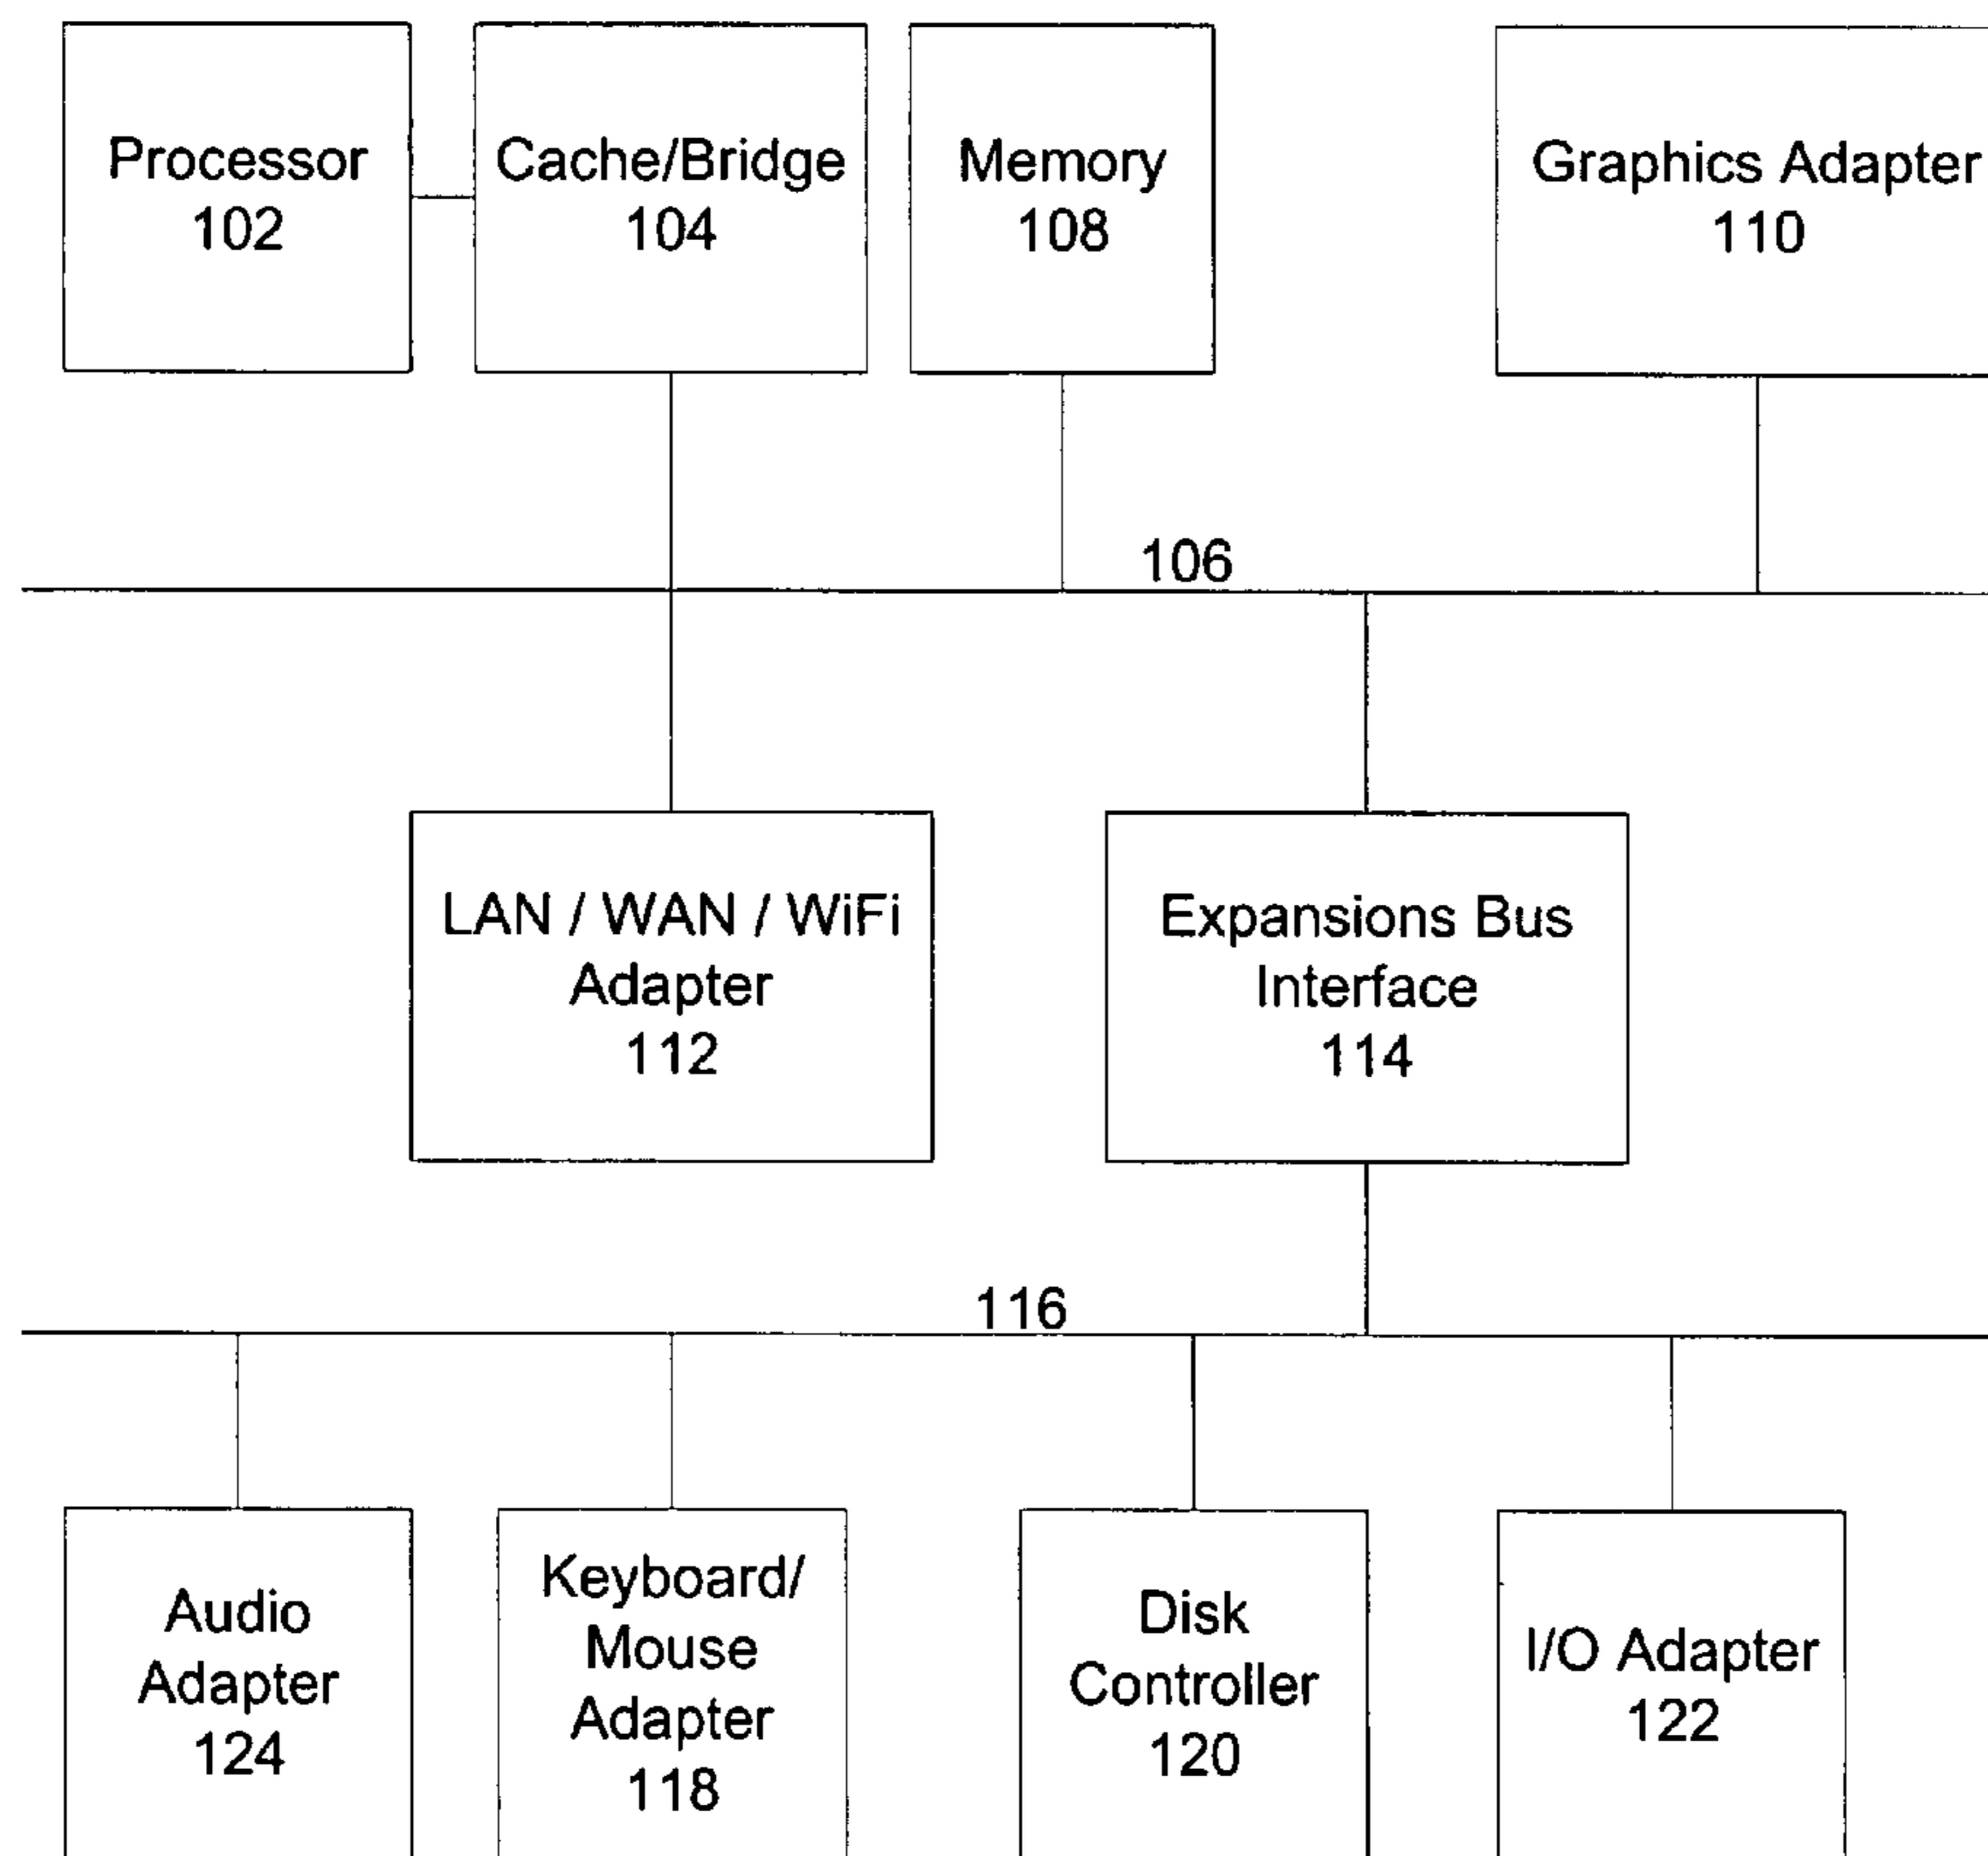 Processor
102
Cache/Bridge
104
Memory
108
Graphics Adapter
110
106
LAN / WAN / WiFi
Adapter
112
Expansions Bus
Interface
114
116
Audio
Adapter
124
Keyboard/
Mouse
Adapter
118
Disk
Controller
120
I/O Adapter
122